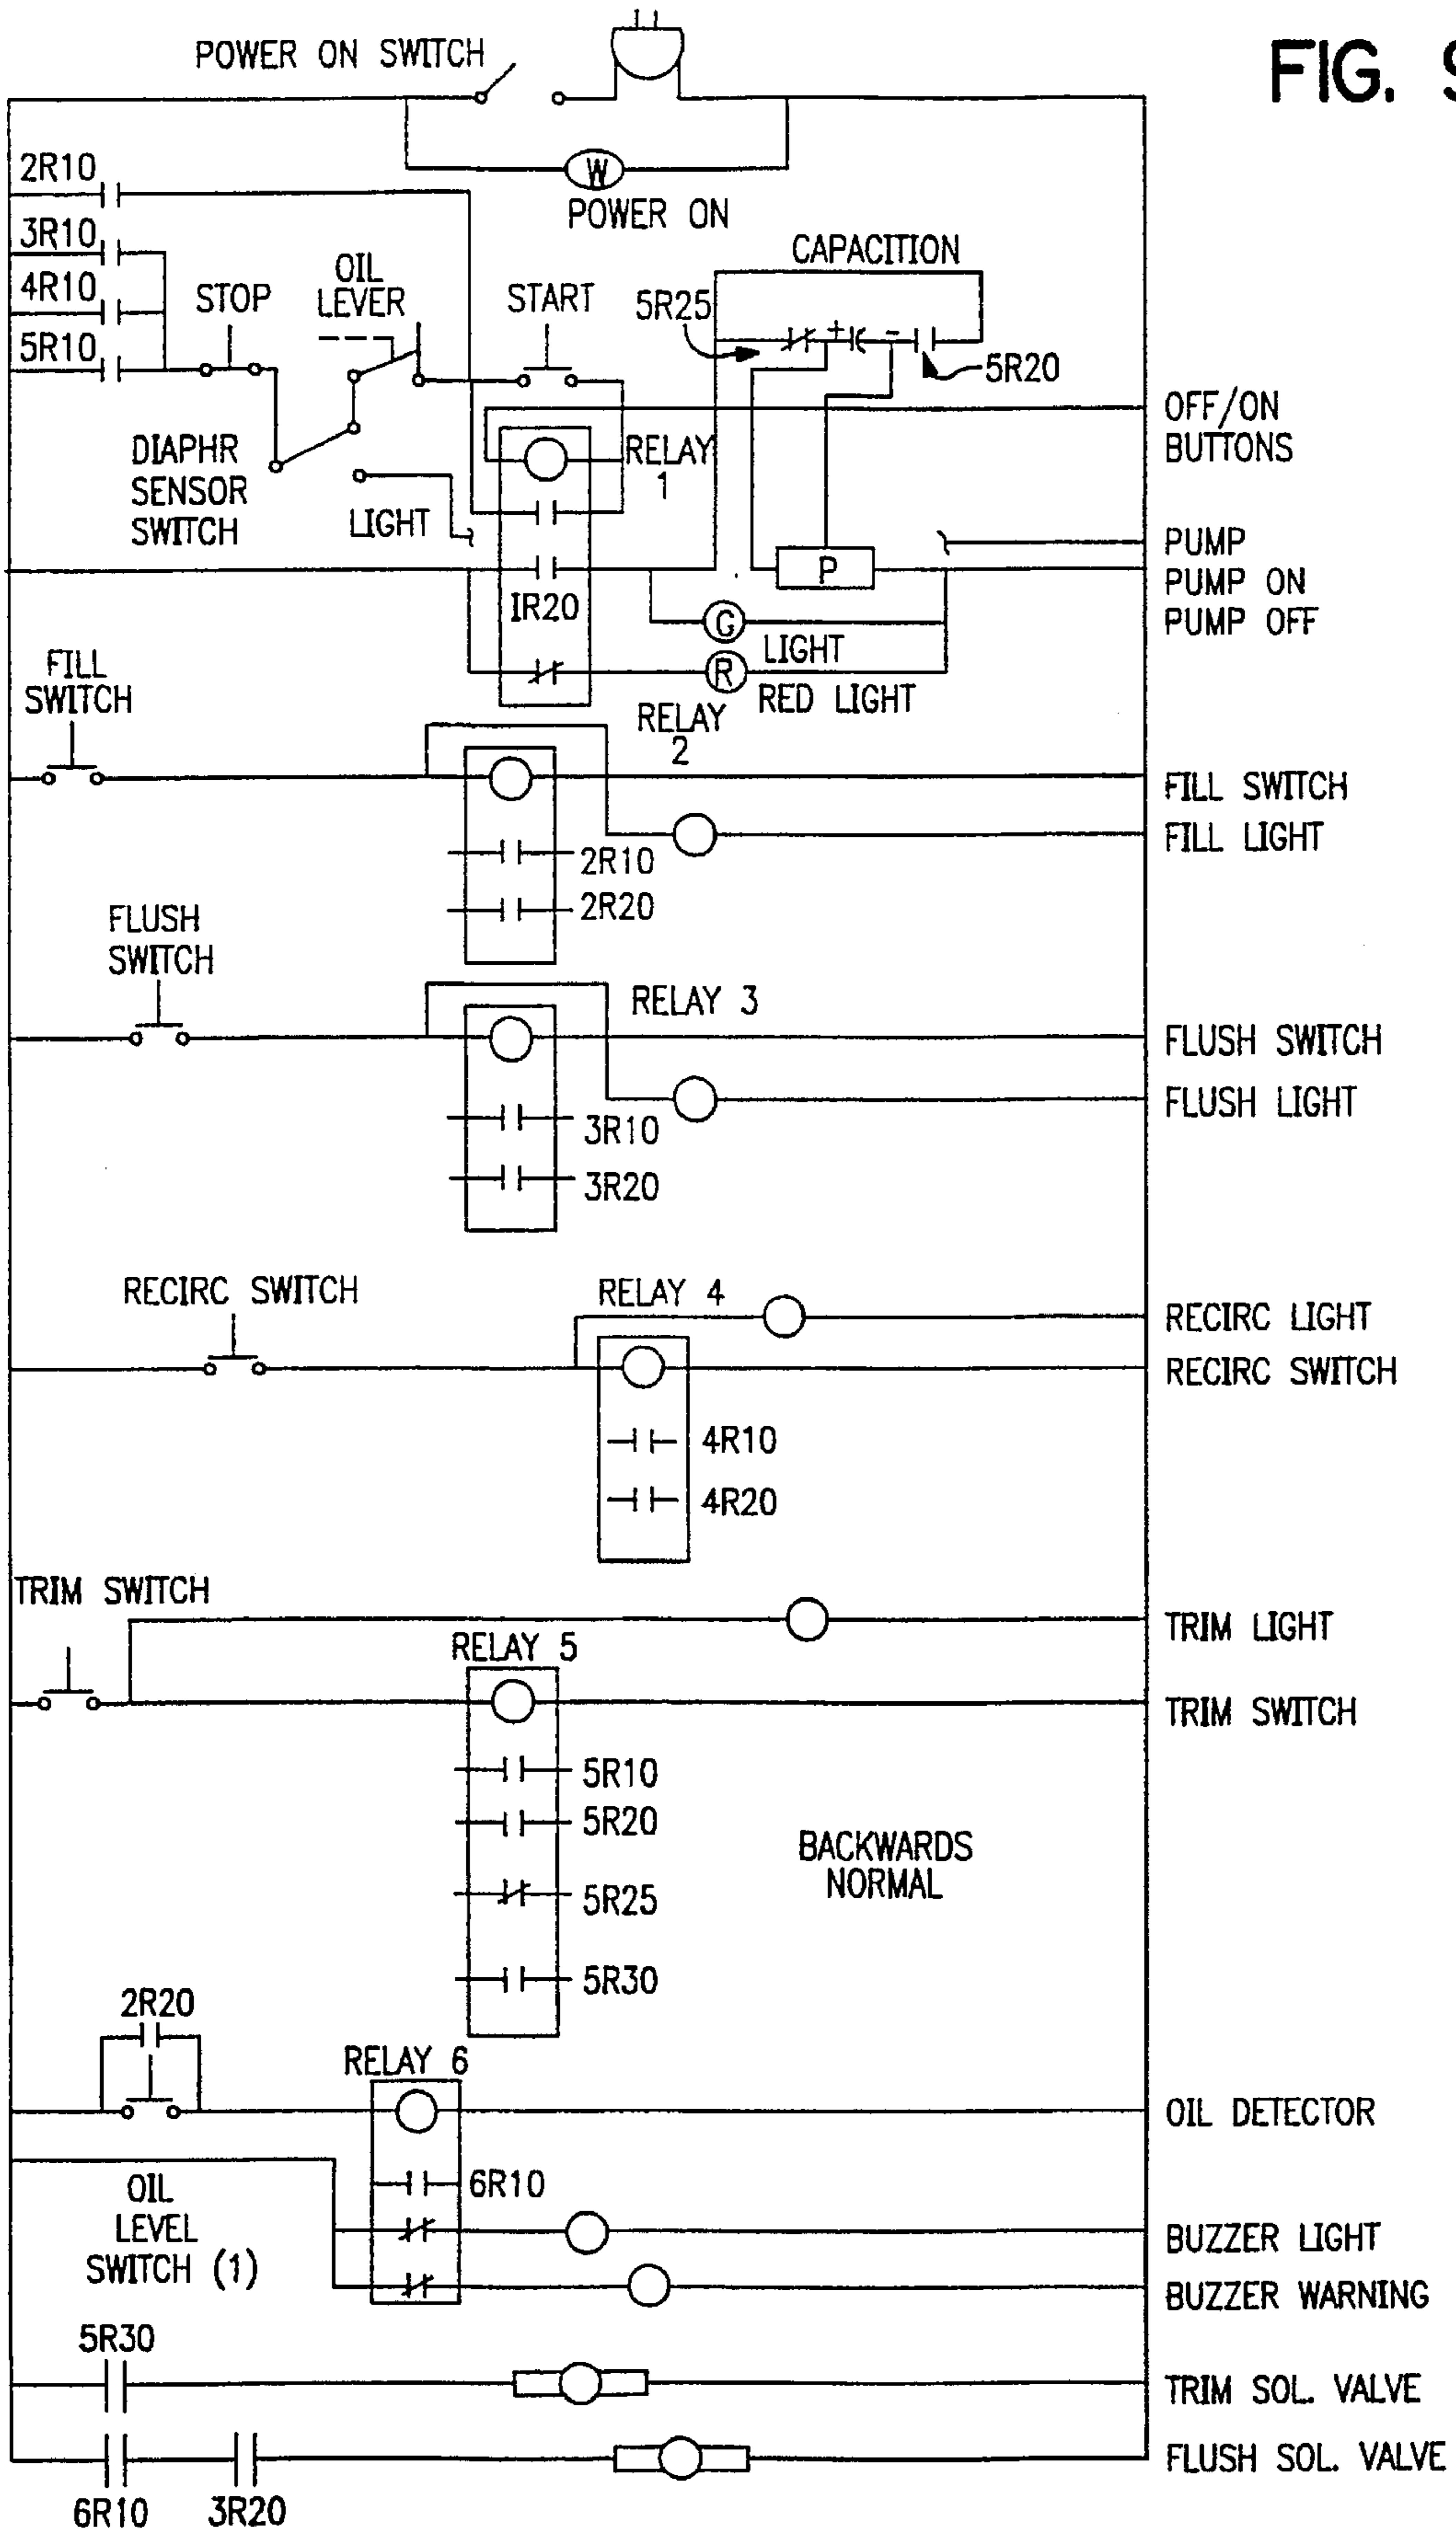 FIG. 9
POWER ON SWITCH
W
POWER ON
2R10
3R10
4R10
5R10
STOP
OIL
LEVER
START
CAPACITION
5R25
+
-
5R20
OFF/ON
BUTTONS
DIAPHR
SENSOR
SWITCH
LIGHT
RELAY
1
PUMP
P
PUMP ON
IR20
G
PUMP OFF
LIGHT
R
RED LIGHT
FILL
SWITCH
RELAY
2
FILL SWITCH
FILL LIGHT
2R10
2R20
FLUSH
SWITCH
RELAY 3
FLUSH SWITCH
FLUSH LIGHT
3R10
3R20
RECIRC SWITCH
RELAY 4
RECIRC LIGHT
RECIRC SWITCH
4R10
4R20
TRIM SWITCH
TRIM LIGHT
RELAY 5
TRIM SWITCH
5R10
5R20
BACKWARDS
NORMAL
5R25
5R30
2R20
RELAY 6
OIL DETECTOR
6R10
OIL
LEVEL
SWITCH (1)
BUZZER LIGHT
BUZZER WARNING
5R30
TRIM SOL. VALVE
FLUSH SOL. VALVE
6R10
3R20